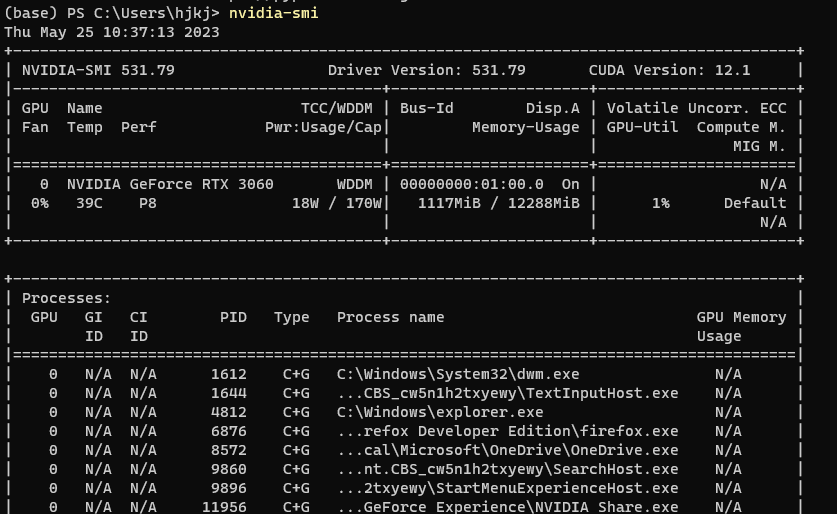 (base) PS C:\Users\hjkj> nvidia-smi
Thu May 25 10:37:13 2023
+-----------------------------------------------------------------------------------------+
| NVIDIA-SMI 531.79                 Driver Version: 531.79       CUDA Version: 12.1     |
|-----------------------------------------+----------------------+----------------------+
| GPU  Name                      TCC/WDDM | Bus-Id        Disp.A | Volatile Uncorr. ECC |
| Fan  Temp  Perf            Pwr:Usage/Cap|         Memory-Usage | GPU-Util  Compute M. |
|                                         |                      |               MIG M. |
|=========================================+======================+======================|
|   0  NVIDIA GeForce RTX 3060       WDDM | 00000000:01:00.0  On |                  N/A |
|  0%   39C    P8               18W / 170W|   1117MiB / 12288MiB |      1%      Default |
|                                         |                      |                  N/A |
+-----------------------------------------+----------------------+----------------------+
+---------------------------------------------------------------------------------------+
| Processes:                                                                            |
|  GPU   GI   CI        PID   Type   Process name                            GPU Memory |
|        ID   ID                                                             Usage      |
|=======================================================================================|
|    0   N/A  N/A      1612    C+G   C:\Windows\System32\dwm.exe               N/A      |
|    0   N/A  N/A      1644    C+G   ...CBS_cw5n1h2txyewy\TextInputHost.exe    N/A      |
|    0   N/A  N/A      4812    C+G   C:\Windows\explorer.exe                   N/A      |
|    0   N/A  N/A      6876    C+G   ...refox Developer Edition\firefox.exe    N/A      |
|    0   N/A  N/A      8572    C+G   ...cal\Microsoft\OneDrive\OneDrive.exe    N/A      |
|    0   N/A  N/A      9860    C+G   ...nt.CBS_cw5n1h2txyewy\SearchHost.exe    N/A      |
|    0   N/A  N/A      9896    C+G   ...2txyewy\StartMenuExperienceHost.exe    N/A      |
|    0   N/A  N/A     11956    C+G   ...GeForce Experience\NVIDIA Share.exe    N/A      |